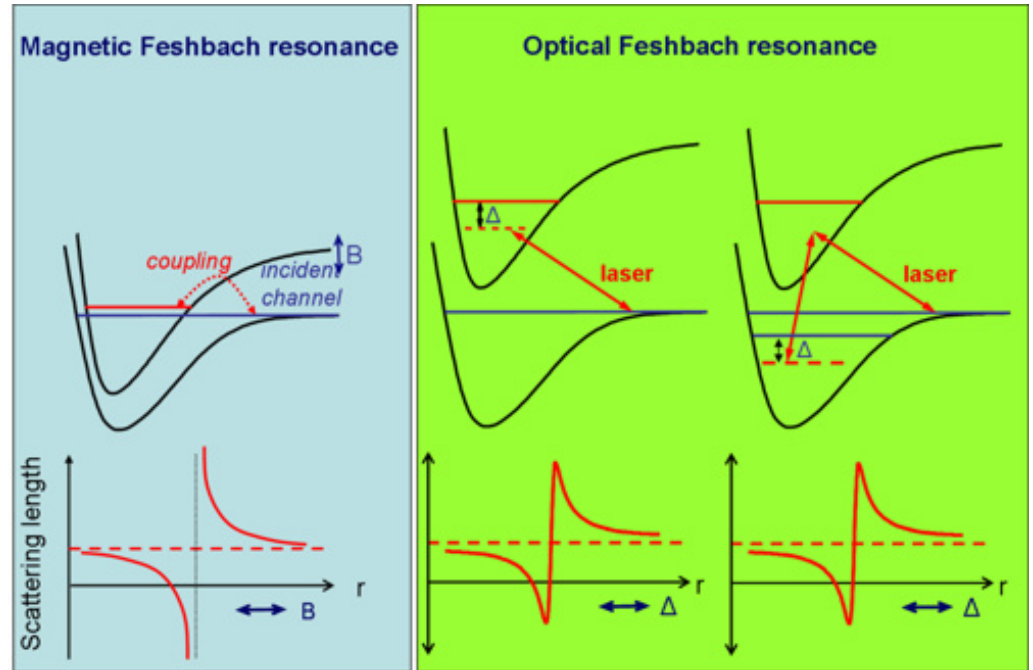 Magnetic Feshbach resonance
Optical Feshbach resonance
coupling
incident
channel
B
Δ
laser
laser
Δ
Scattering length
r
B
r
Δ
r
Δ